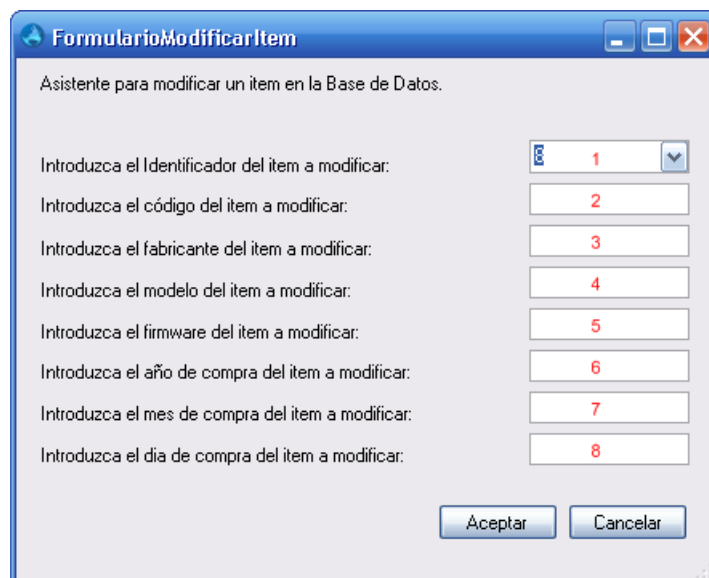 FormularioModificarItem
Asistente para modificar un item en la Base de Datos.
Introduzca el Identificador del item a modificar: 8 1
Introduzca el código del item a modificar: 2
Introduzca el fabricante del item a modificar: 3
Introduzca el modelo del item a modificar: 4
Introduzca el firmware del item a modificar: 5
Introduzca el año de compra del item a modificar: 6
Introduzca el mes de compra del item a modificar: 7
Introduzca el dia de compra del item a modificar: 8
Aceptar Cancelar